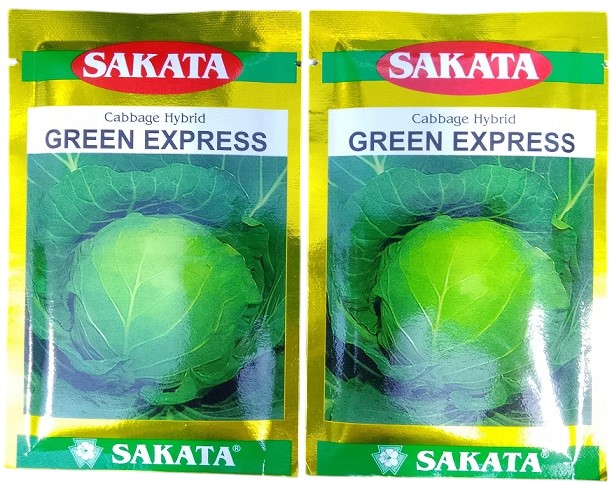 SAKATA
Cabbage Hybrid
GREEN EXPRESS
SAKATA®
SAKATA
Cabbage Hybrid
GREEN EXPRESS
SAKATA®